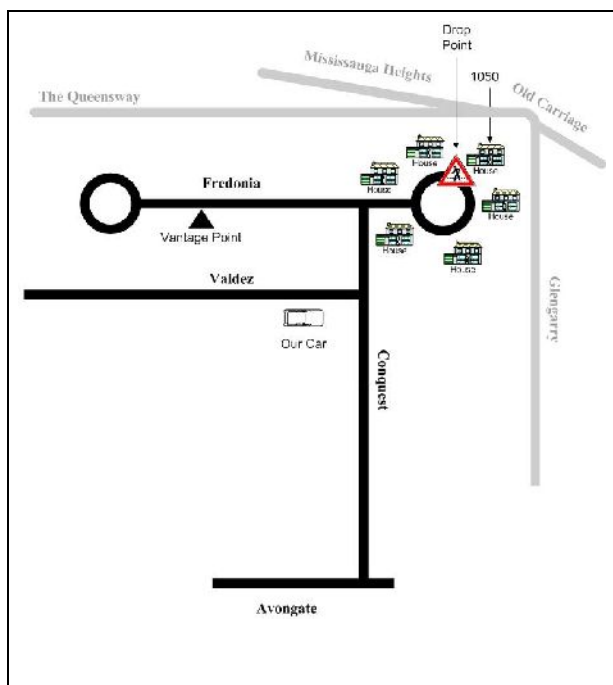 Drop
Point
Mississauga Heights
1050
Old Carriage
The Queensway
House
House
House
Fredonia
House
Vantage Point
House
House
Valdez
Glengarry
Our Car
Conquest
Avongate